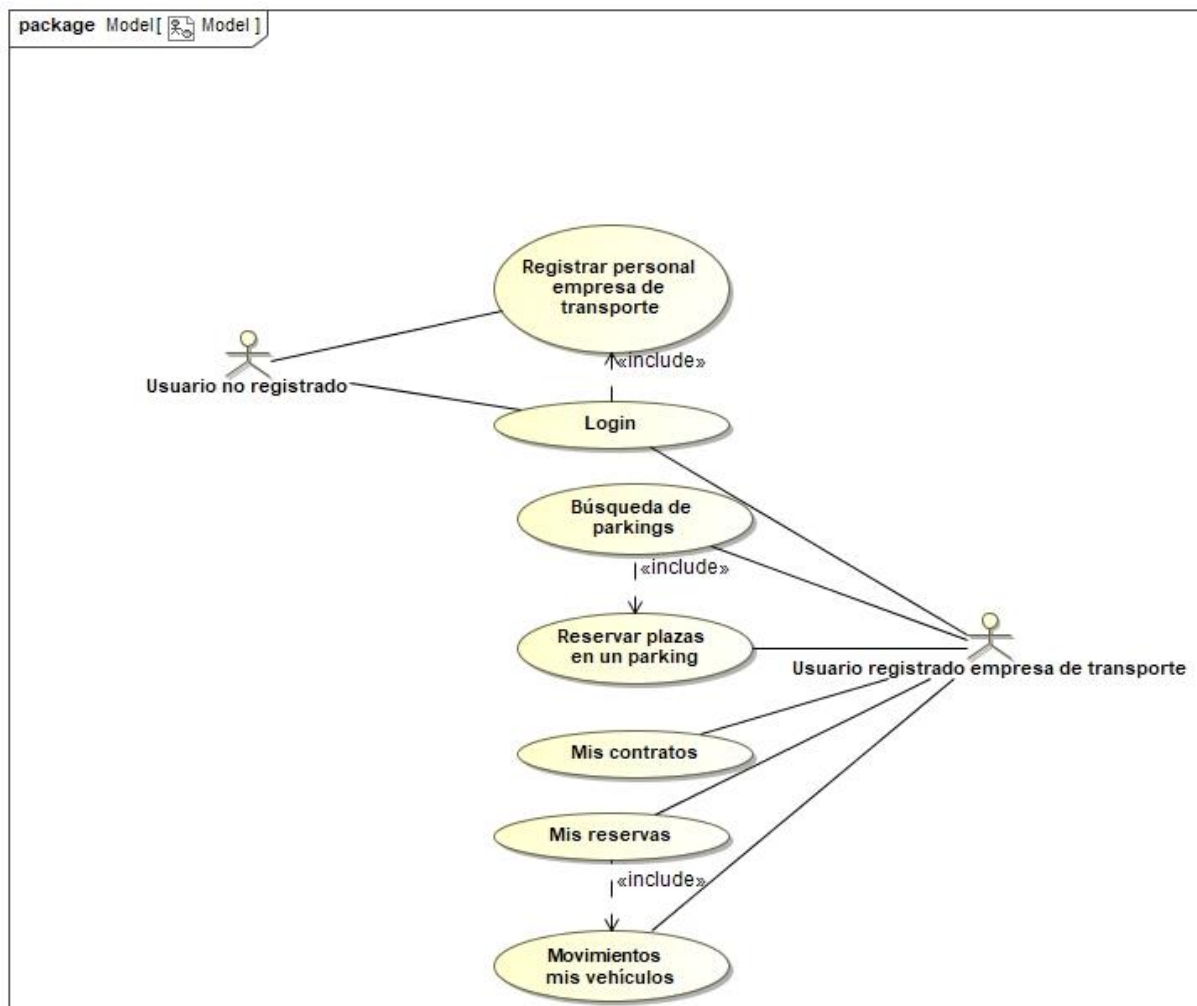 package Model[ Model ]
Registrar personal
empresa de
transporte
«include»
Usuario no registrado
Login
Búsqueda de
parkings
«include»
Reservar plazas
en un parking
Usuario registrado empresa de transporte
Mis contratos
Mis reservas
«include»
Movimientos
mis vehículos